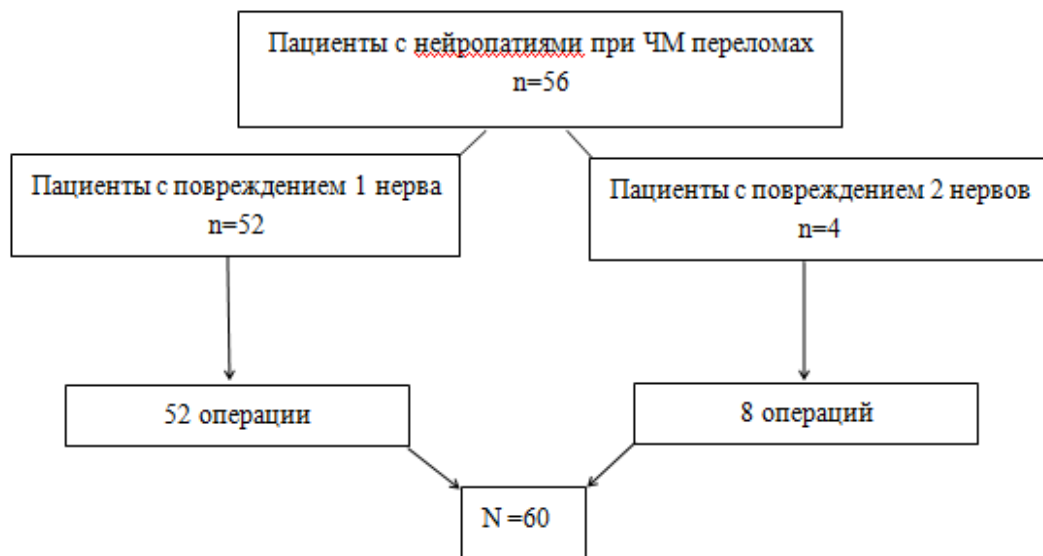 Пациенты с нейропатиями при ЧМ переломах
n=56
Пациенты с повреждением 1 нерва
n=52
Пациенты с повреждением 2 нервов
n=4
52 операции
8 операций
N =60